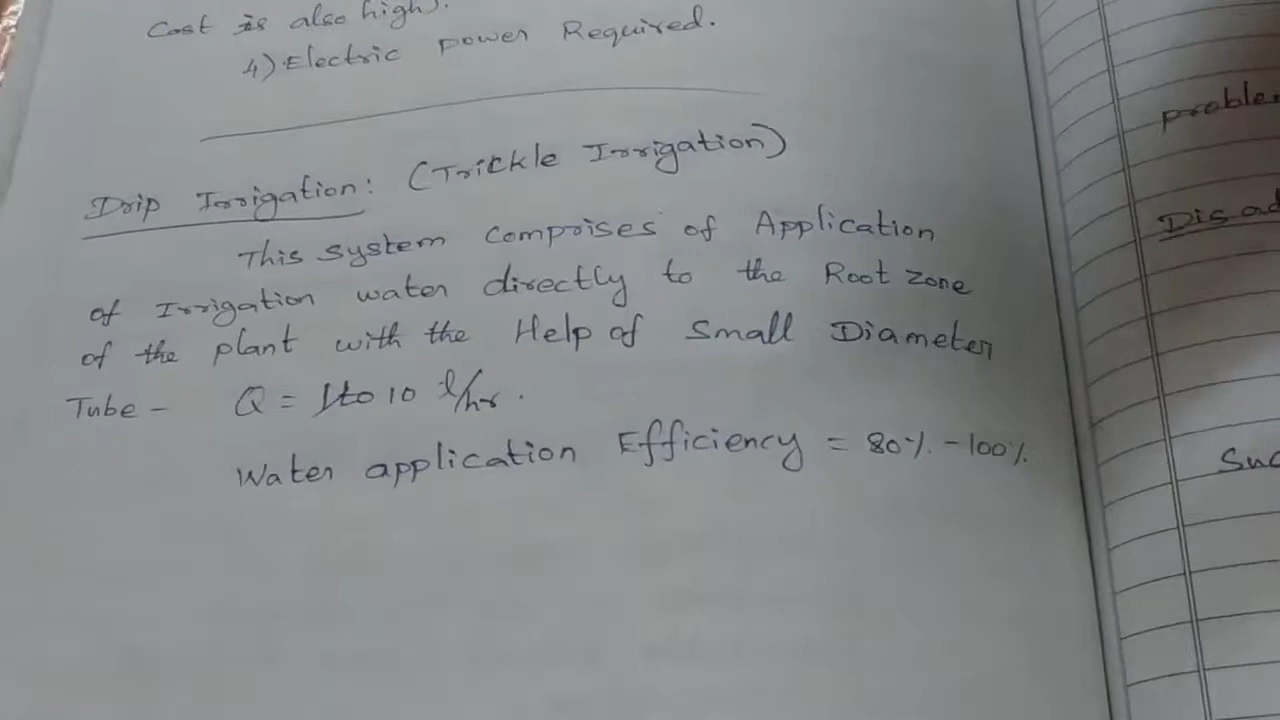 Cost is also high).
4) Electric power Required.
Drip Irrigation: (Trickle Irrigation)
This system comprises of Application
of Irrigation water directly to the Root zone
of the plant with the Help of Small Diameter
Tube - Q = 1 to 10 l/hr.
Water application Efficiency = 80% - 100%.
proble
Dis ad
Suc